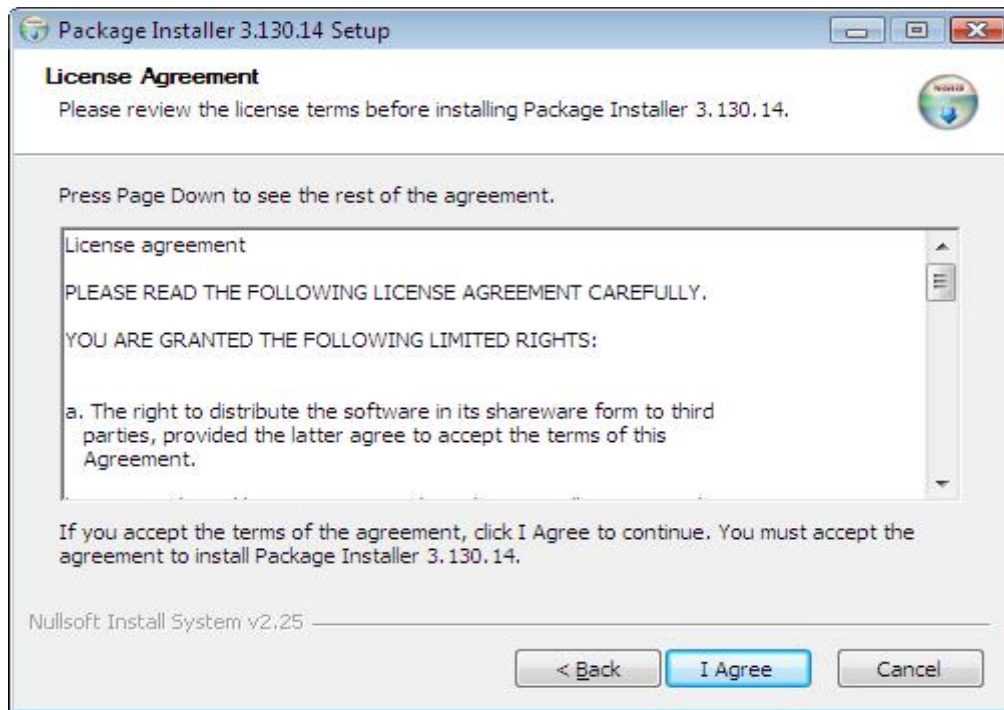 Package Installer 3.130.14 Setup
License Agreement
Please review the license terms before installing Package Installer 3.130.14.
Press Page Down to see the rest of the agreement.
License agreement
PLEASE READ THE FOLLOWING LICENSE AGREEMENT CAREFULLY.
YOU ARE GRANTED THE FOLLOWING LIMITED RIGHTS:
a. The right to distribute the software in its shareware form to third
parties, provided the latter agree to accept the terms of this
Agreement.
If you accept the terms of the agreement, click I Agree to continue. You must accept the
agreement to install Package Installer 3.130.14.
Nullsoft Install System v2.25
< Back
I Agree
Cancel